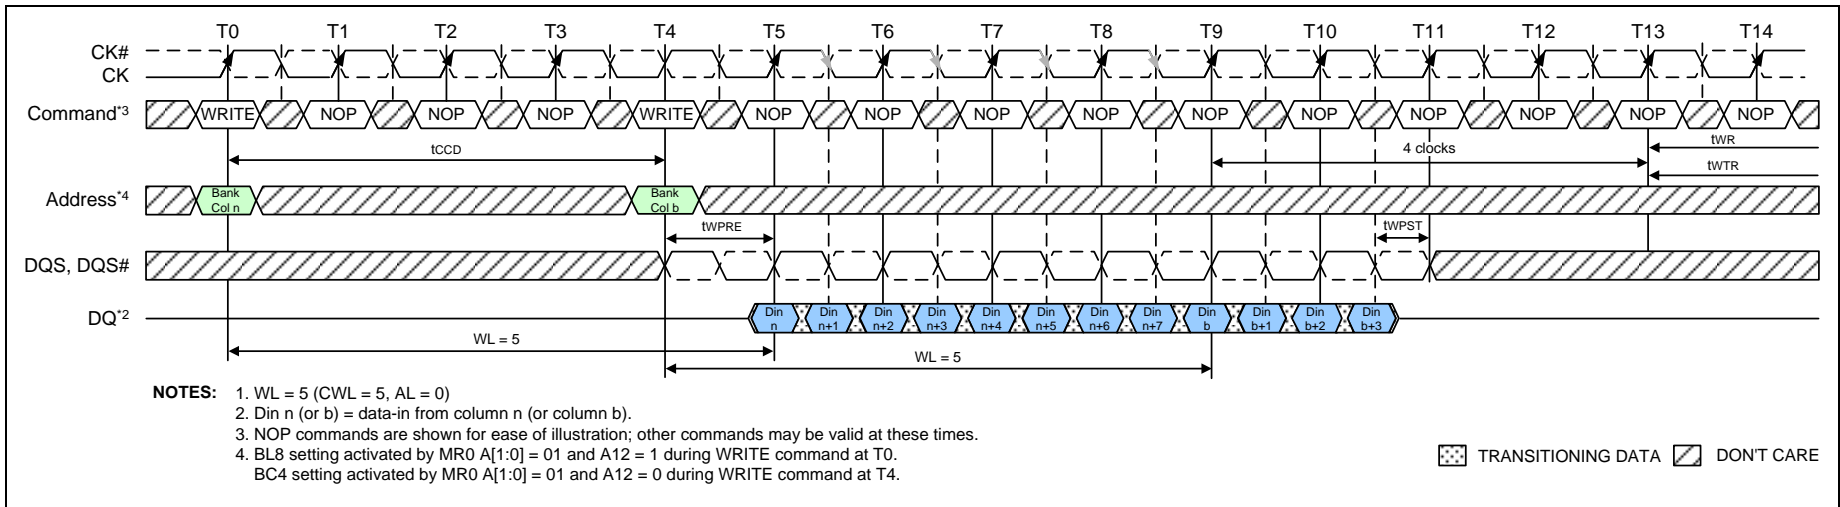 T0 T1 T2 T3 T4 T5 T6 T7 T8 T9 T10 T11 T12 T13 T14
CK#
CK
Command*3 WRITE NOP NOP NOP WRITE NOP NOP NOP NOP NOP NOP NOP NOP NOP NOP
tCCD 4 clocks tWR
tWTR
Address*4 Bank Col n Bank Col b
tWPRE tWPST
DQS, DQS#
DQ*2 Din n Din n+1 Din n+2 Din n+3 Din n+4 Din n+5 Din n+6 Din n+7 Din b Din b+1 Din b+2 Din b+3
WL = 5
WL = 5
NOTES: 1. WL = 5 (CWL = 5, AL = 0)
2. Din n (or b) = data-in from column n (or column b).
3. NOP commands are shown for ease of illustration; other commands may be valid at these times.
4. BL8 setting activated by MR0 A[1:0] = 01 and A12 = 1 during WRITE command at T0.
BC4 setting activated by MR0 A[1:0] = 01 and A12 = 0 during WRITE command at T4.
TRANSITIONING DATA DON'T CARE